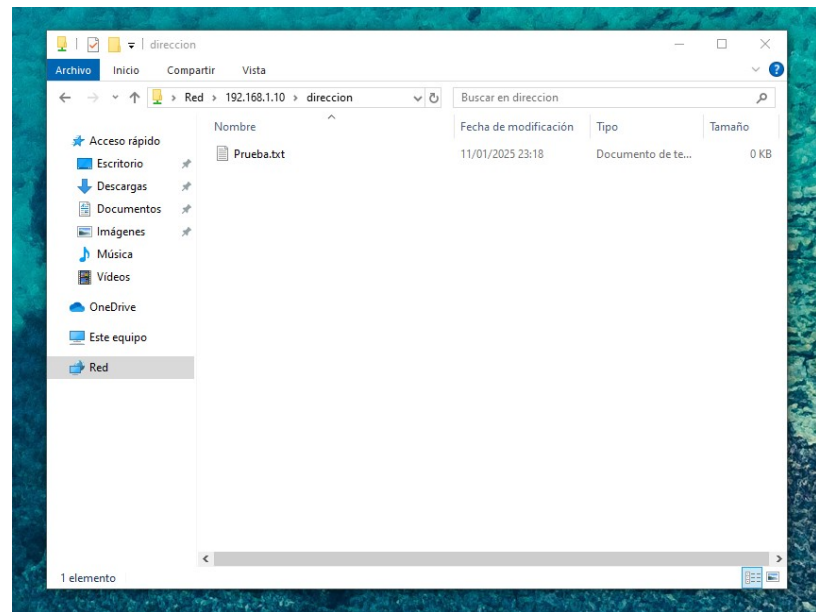 direccion
Archivo Inicio Compartir Vista
Red > 192.168.1.10 > direccion
Buscar en direccion
Nombre Fecha de modificación Tipo Tamaño
Prueba.txt 11/01/2025 23:18 Documento de te... 0 KB
Acceso rápido
Escritorio
Descargas
Documentos
Imágenes
Música
Vídeos
OneDrive
Este equipo
Red
1 elemento